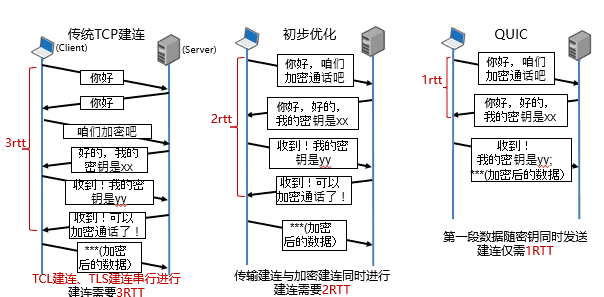 传统TCP建连
(Client)
(Server)
你好
你好
咱们加密吧
好的，我的
密钥是xx
收到！我的密
钥是yy
收到！可以
加密通话了！
***(加密
后的数据）
3rtt
TCL建连、TLS建连串行进行
建连需要3RTT
初步优化
你好，咱们
加密通话吧
你好，好的，
我的密钥是xx
收到！我的密
钥是yy
收到！可以
加密通话了！
***(加密
后的数据）
2rtt
传输建连与加密建连同时进行
建连需要2RTT
QUIC
你好，咱们
加密通话吧
你好，好的，
我的密钥是xx
收到！
我的密钥是yy;
***(加密后的数据）
1rtt
第一段数据随密钥同时发送
建连仅需1RTT